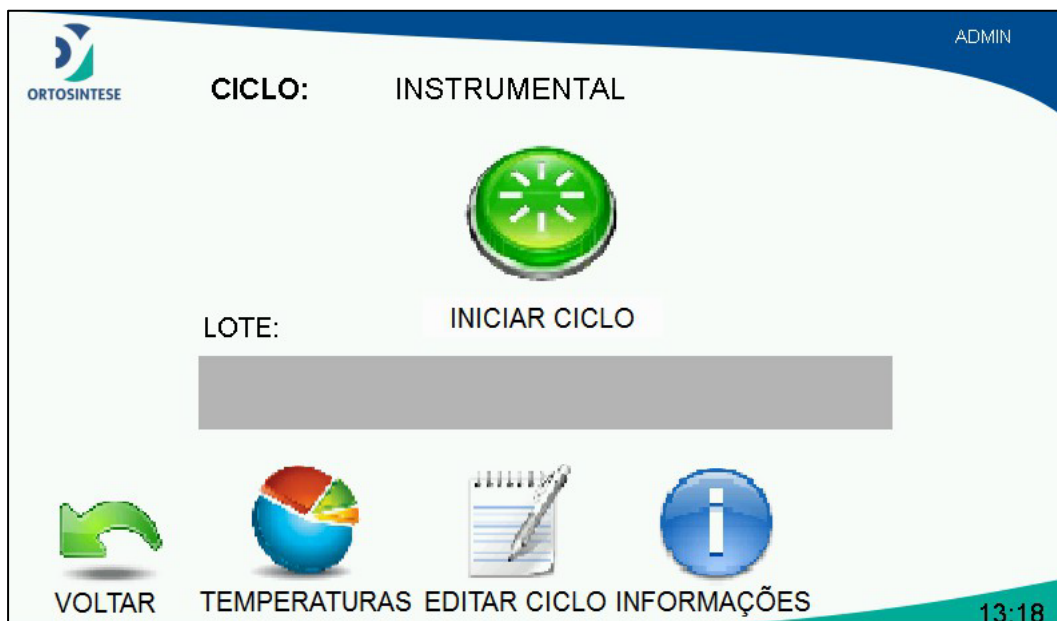 ADMIN
ORTOSINTESE
CICLO: INSTRUMENTAL
INICIAR CICLO
LOTE:
VOLTAR
TEMPERATURAS
EDITAR CICLO
INFORMAÇÕES
13:18